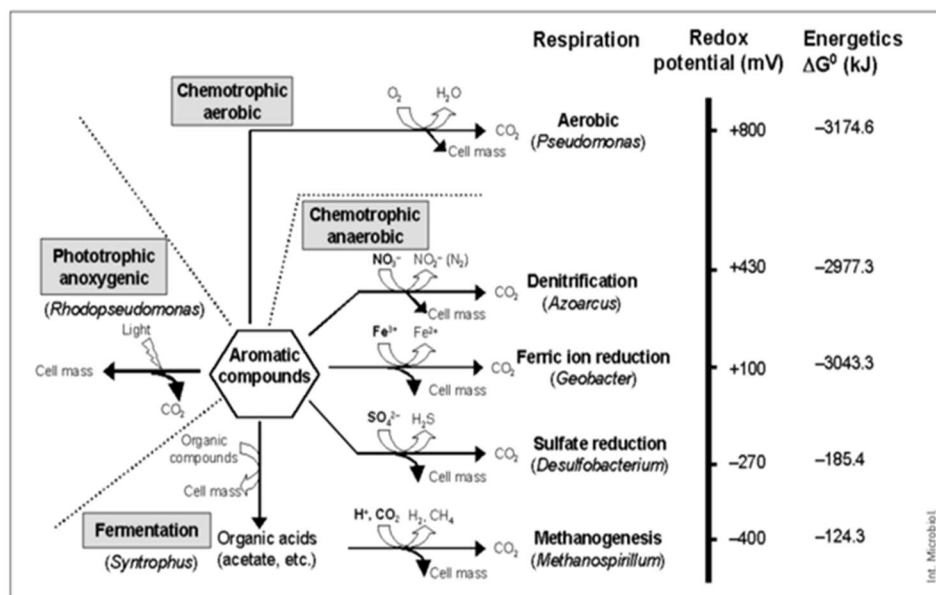 Respiration
Redox
potential (mV)
Energetics
ΔG⁰ (kJ)
Chemotrophic
aerobic
O₂ H₂O
CO₂
Cell mass
Aerobic
(Pseudomonas)
+800
–3174.6
Chemotrophic
anaerobic
NO₃⁻ NO₂⁻ (N₂)
CO₂
Cell mass
Denitrification
(Azoarcus)
+430
–2977.3
Phototrophic
anoxygenic
(Rhodopseudomonas)
Light
Cell mass
CO₂
Aromatic
compounds
Fe³⁺ Fe²⁺
CO₂
Cell mass
Ferric ion reduction
(Geobacter)
+100
–3043.3
SO₄²⁻ H₂S
CO₂
Cell mass
Sulfate reduction
(Desulfobacterium)
–270
–185.4
Organic
compounds
Cell mass
Fermentation
(Syntrophus)
Organic acids
(acetate, etc.)
H⁺, CO₂ H₂, CH₄
CO₂
Cell mass
Methanogenesis
(Methanospirillum)
–400
–124.3
Int. Microbiol.